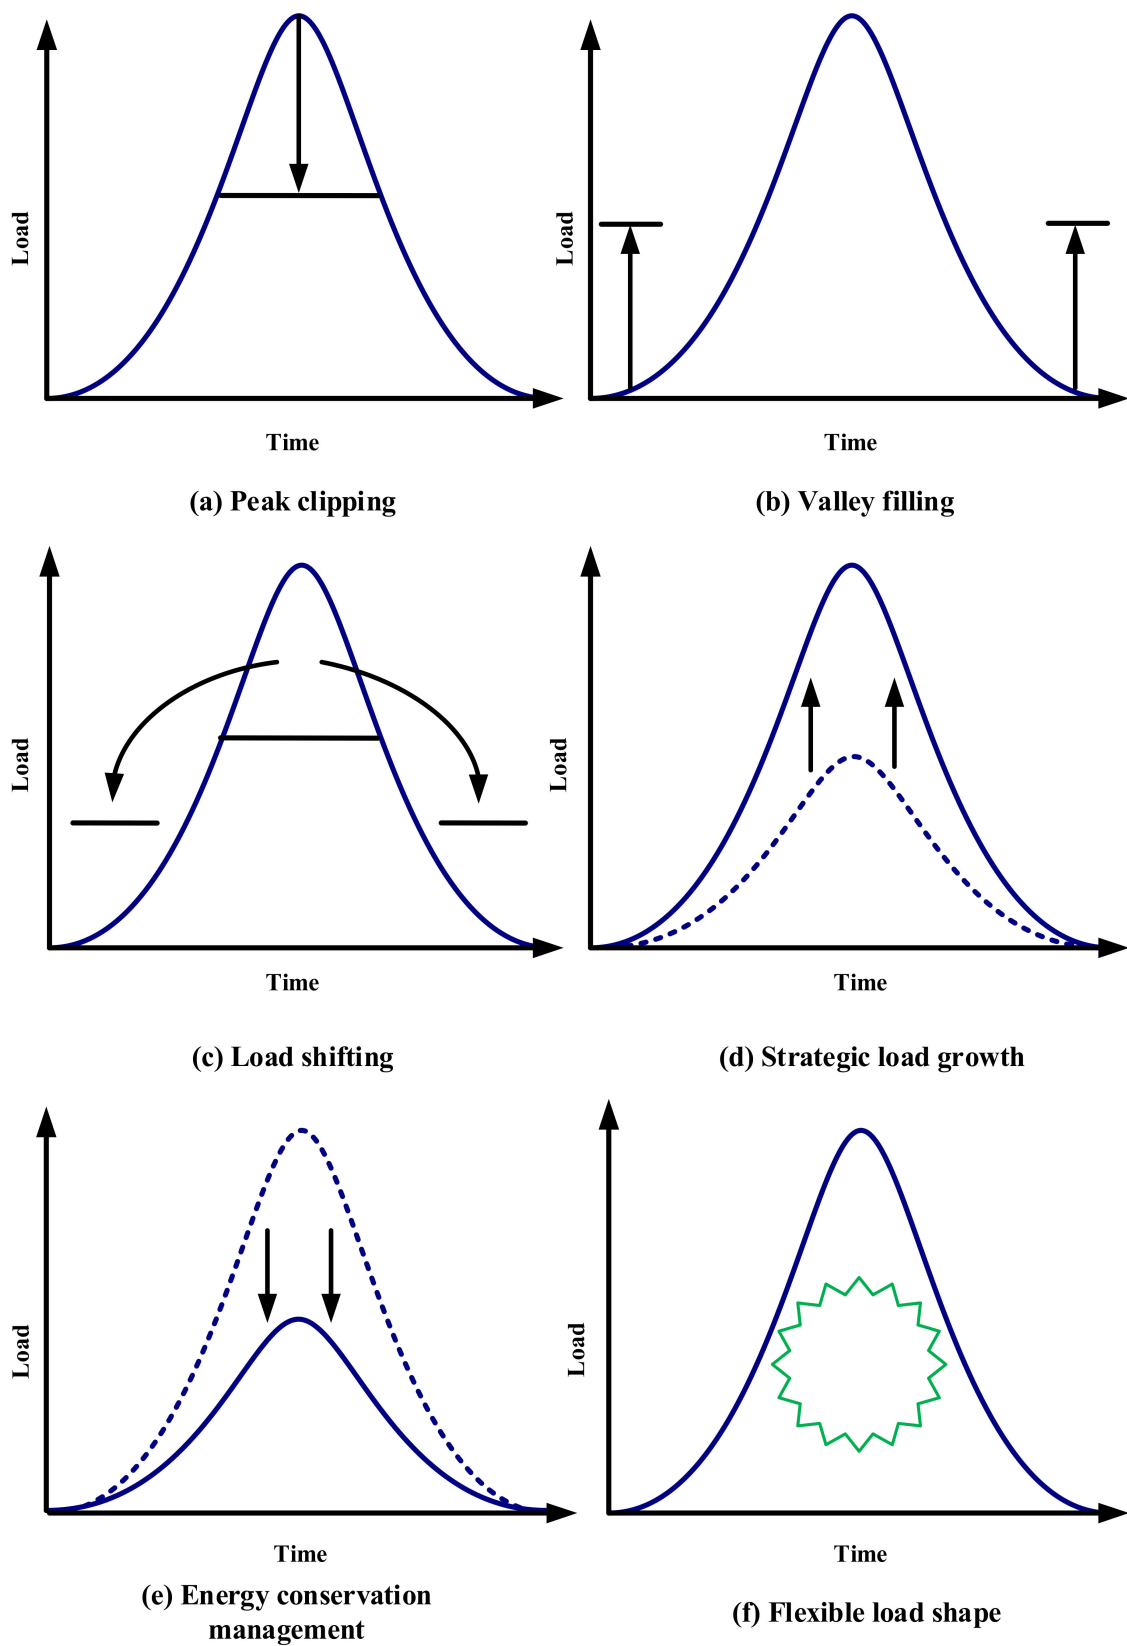 Load
Time
(a) Peak clipping
Load
Time
(b) Valley filling
Load
Time
(c) Load shifting
Load
Time
(d) Strategic load growth
Load
Time
(e) Energy conservation
management
Load
Time
(f) Flexible load shape